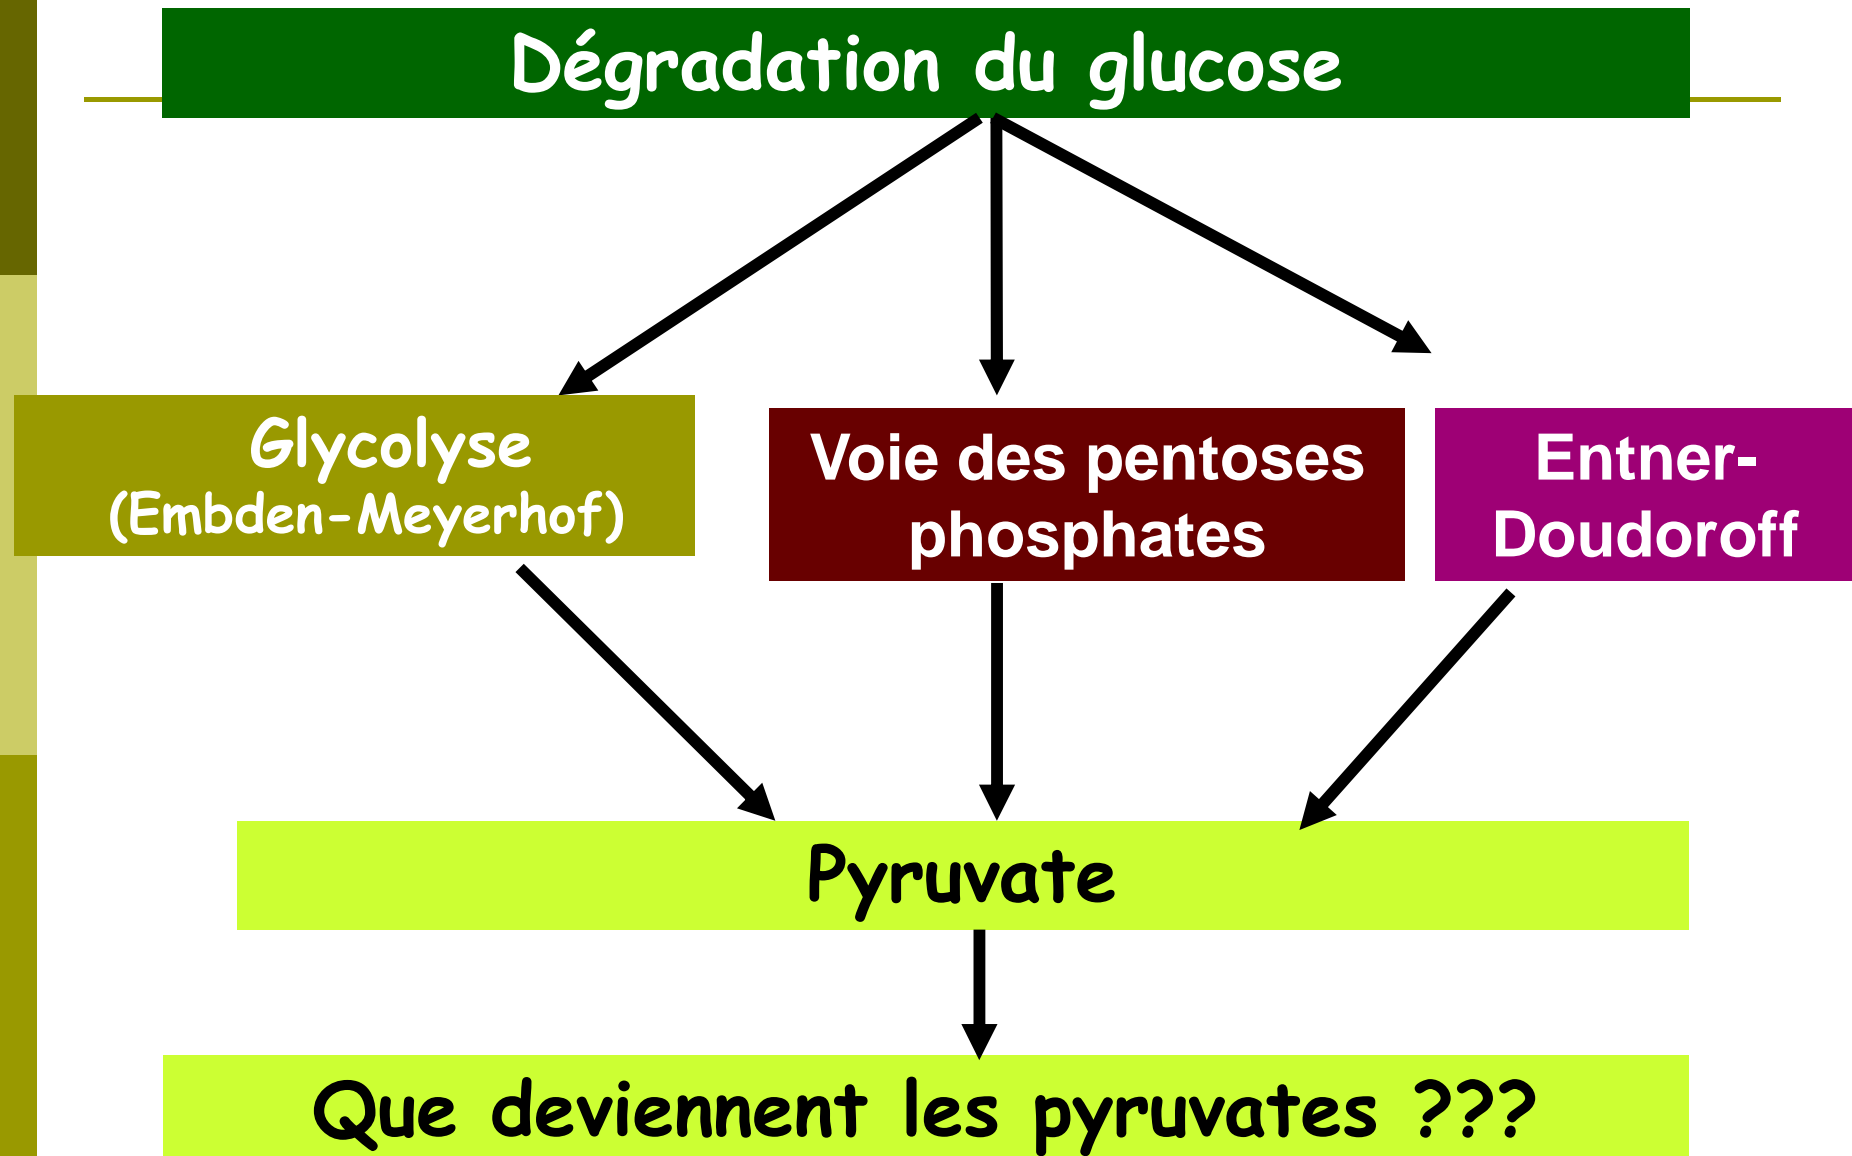 Dégradation du glucose
Glycolyse
(Embden-Meyerhof)
Voie des pentoses
phosphates
Entner-
Doudoroff
Pyruvate
Que deviennent les pyruvates ???